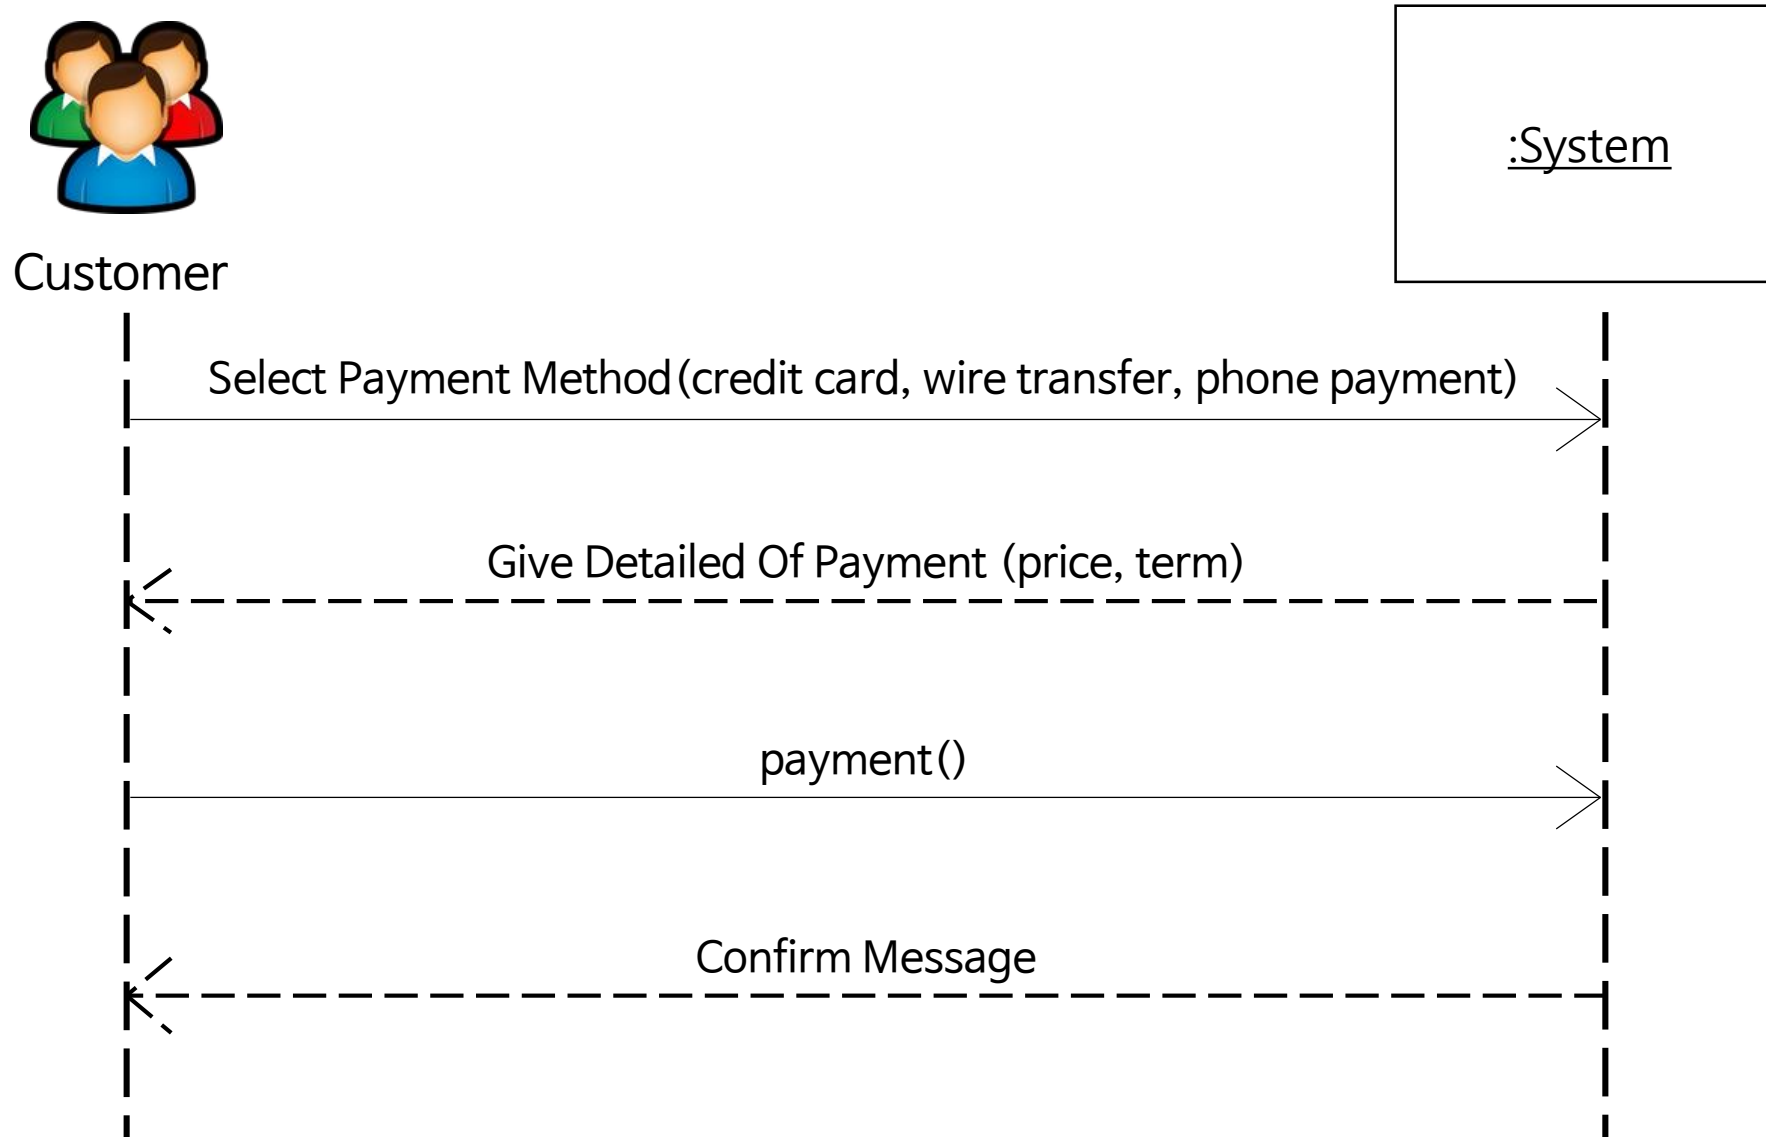 :System
Customer
Select Payment Method(credit card, wire transfer, phone payment)
Give Detailed Of Payment (price, term)
payment()
Confirm Message